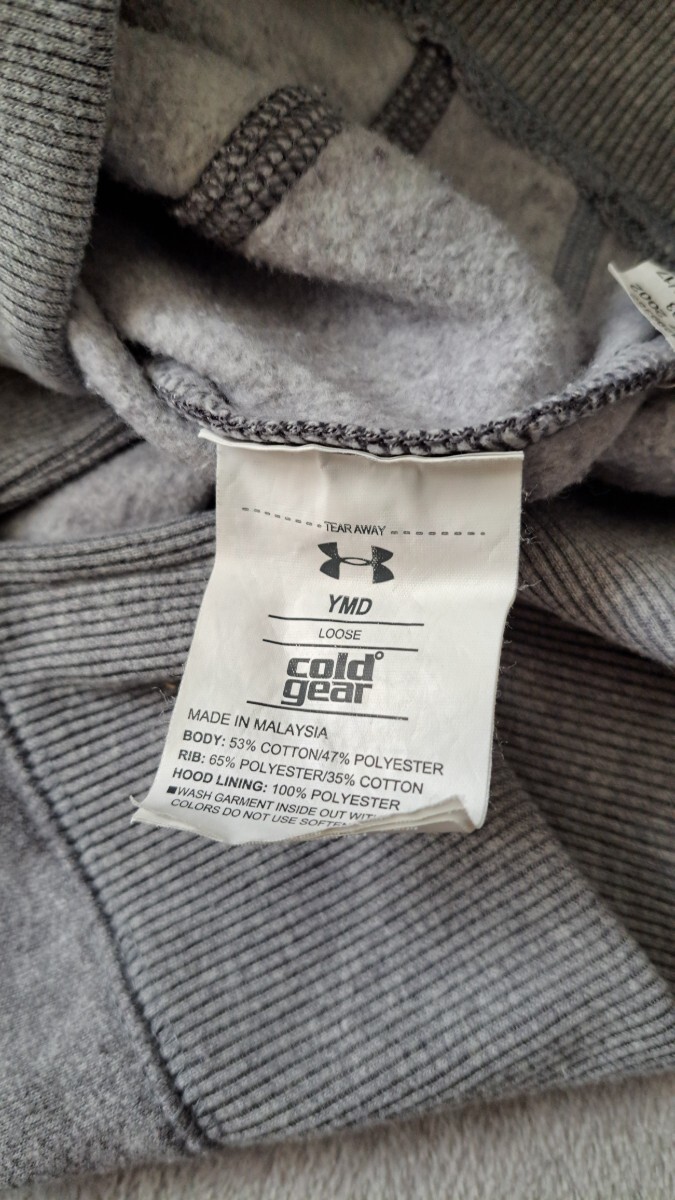 TEAR AWAY
YMD
LOOSE
cold°
gear
MADE IN MALAYSIA
BODY: 53% COTTON/47% POLYESTER
RIB: 65% POLYESTER/35% COTTON
HOOD LINING: 100% POLYESTER
■WASH GARMENT INSIDE OUT
COLORS DO NOT USE